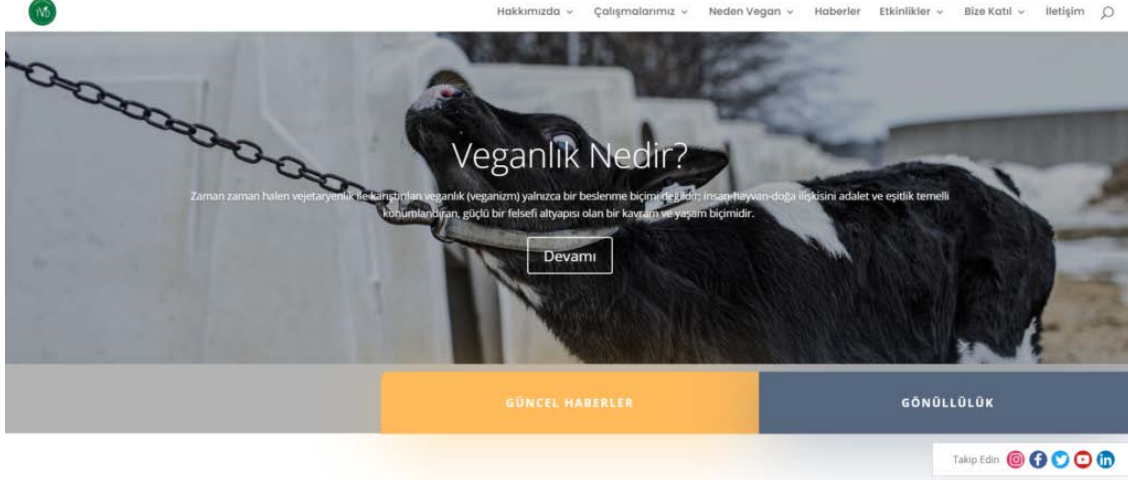 TVD
Hakkımızda Çalışmalarımız Neden Vegan Haberler Etkinlikler Bize Katıl İletişim
Veganlık Nedir?
Zaman zaman halen vejetaryenlik ile karıştırılan veganlık (veganizm) yalnızca bir beslenme biçimi değildir; insan-hayvan-doğa ilişkisini adalet ve eşitlik temelli
konumlandıran, güçlü bir felsefi altyapısı olan bir kavram ve yaşam biçimidir.
Devamı
GÜNCEL HABERLER GÖNÜLLÜLÜK
Takip Edin